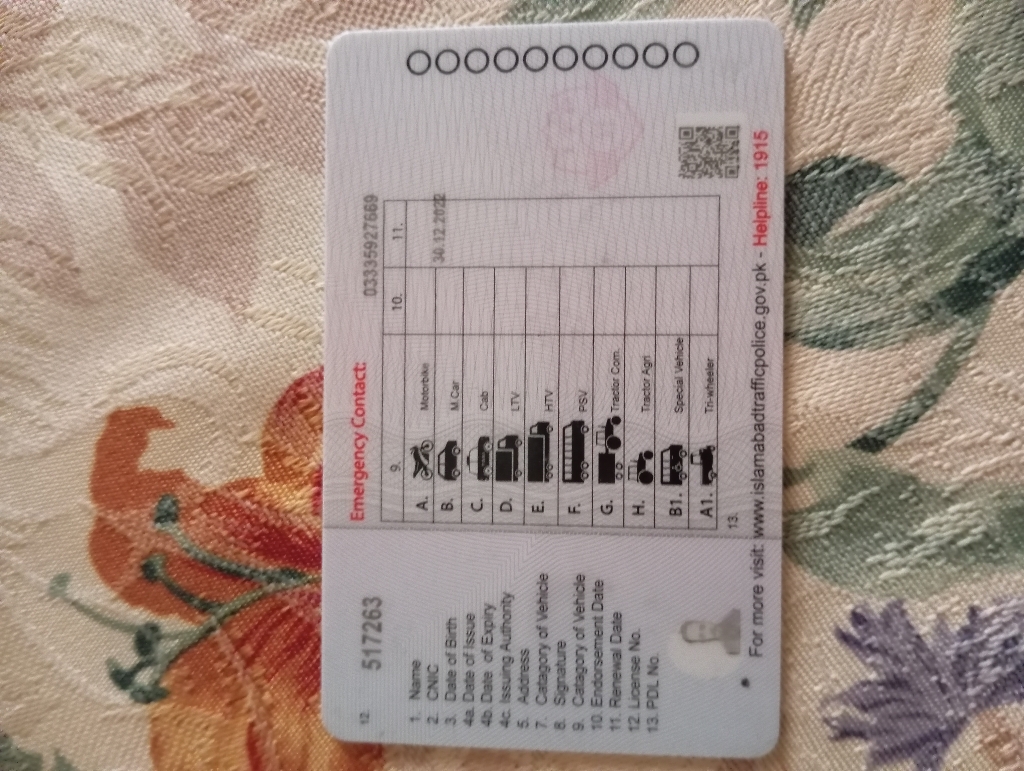 12. 517263
1. Name
2. CNIC
3. Date of Birth
4a. Date of Issue
4b. Date of Expiry
4c. Issuing Authority
5. Address
7. Catagory of Vehicle
8. Signature
9. Catagory of Vehicle
10. Endorsement Date
11. Renewal Date
12. License No.
13. PDL No.
Emergency Contact: 03335927669
9. 10. 11.
A. Motorbike
B. M.Car 30.12.2022
C. Cab
D. LTV
E. HTV
F. PSV
G. Tractor Com.
H. Tractor Agri
B1. Special Vehicle
A1. Tri-wheeler
13.
For more visit: www.islamabadtrafficpolice.gov.pk - Helpline: 1915